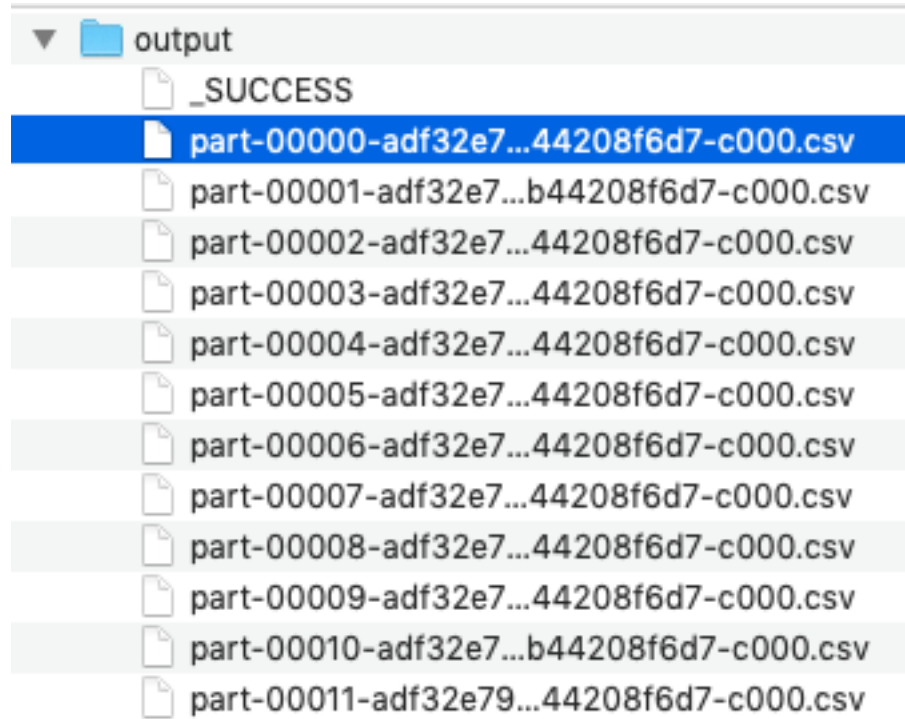 output
_SUCCESS
part-00000-adf32e7...44208f6d7-c000.csv
part-00001-adf32e7...b44208f6d7-c000.csv
part-00002-adf32e7...44208f6d7-c000.csv
part-00003-adf32e7...44208f6d7-c000.csv
part-00004-adf32e7...44208f6d7-c000.csv
part-00005-adf32e7...44208f6d7-c000.csv
part-00006-adf32e7...44208f6d7-c000.csv
part-00007-adf32e7...44208f6d7-c000.csv
part-00008-adf32e7...44208f6d7-c000.csv
part-00009-adf32e7...44208f6d7-c000.csv
part-00010-adf32e7...b44208f6d7-c000.csv
part-00011-adf32e79...44208f6d7-c000.csv